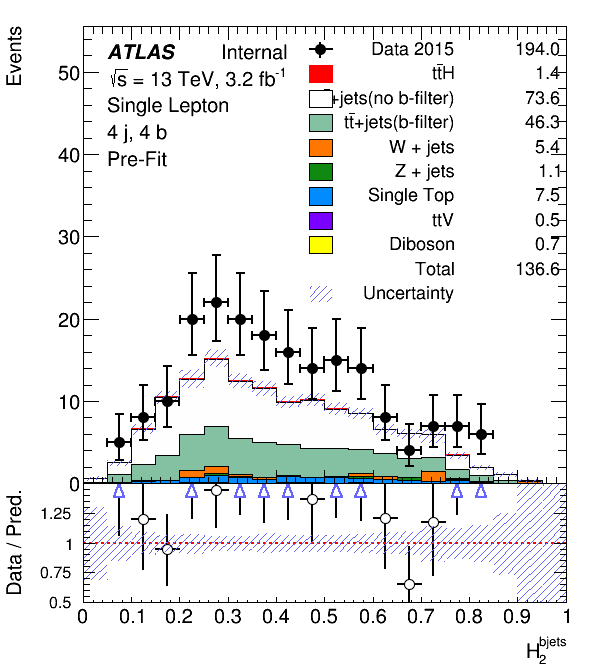 Events
ATLAS Internal
√s = 13 TeV, 3.2 fb⁻¹
Single Lepton
4 j, 4 b
Pre-Fit
Data 2015 194.0
tt̄H 1.4
+jets(no b-filter) 73.6
tt̄+jets(b-filter) 46.3
W + jets 5.4
Z + jets 1.1
Single Top 7.5
ttV 0.5
Diboson 0.7
Total 136.6
Uncertainty
50
40
30
20
10
0
Data / Pred.
1.25
1
0.75
0.5
0 0.1 0.2 0.3 0.4 0.5 0.6 0.7 0.8 0.9 1
H₂^bjets